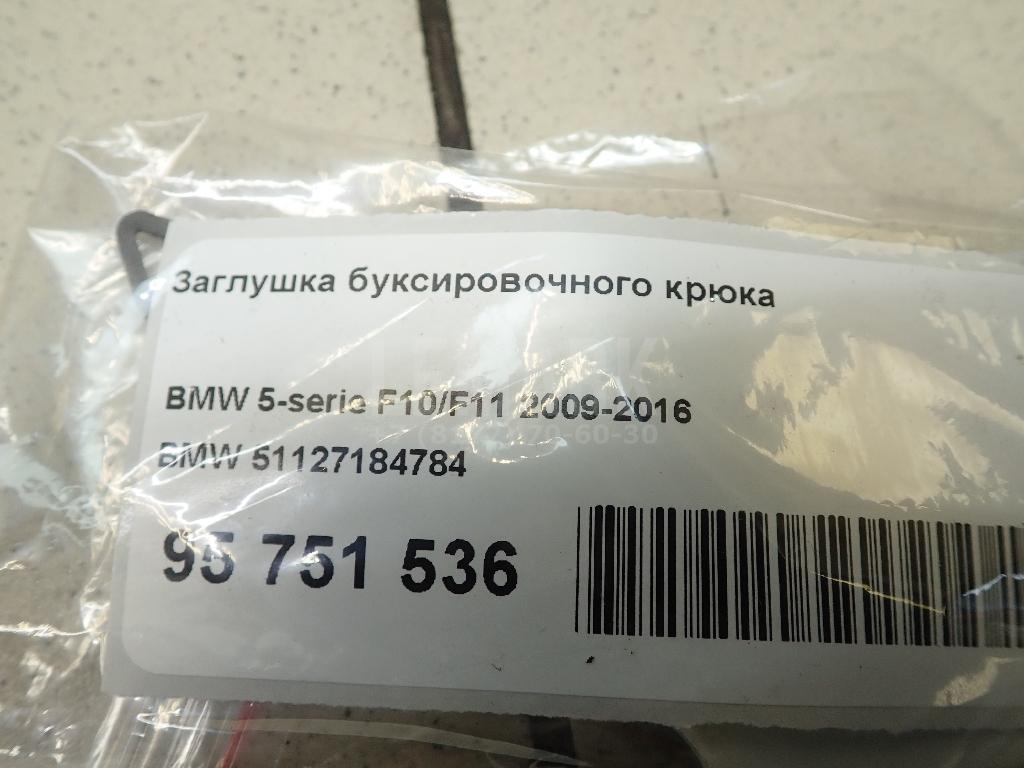 Заглушка буксировочного крюка
BMW 5-serie F10/F11 2009-2016
BMW 51127184784
95 751 536